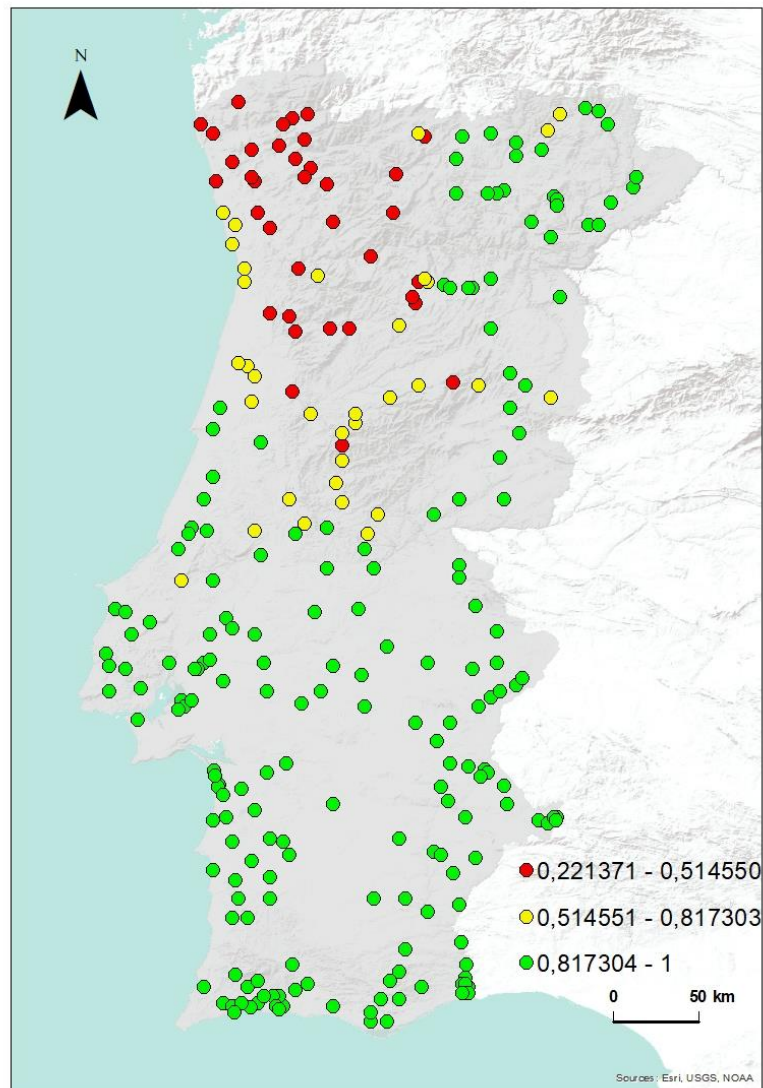 N
0,221371 - 0,514550
0,514551 - 0,817303
0,817304 - 1
0 50 km
Sources: Esri, USGS, NOAA